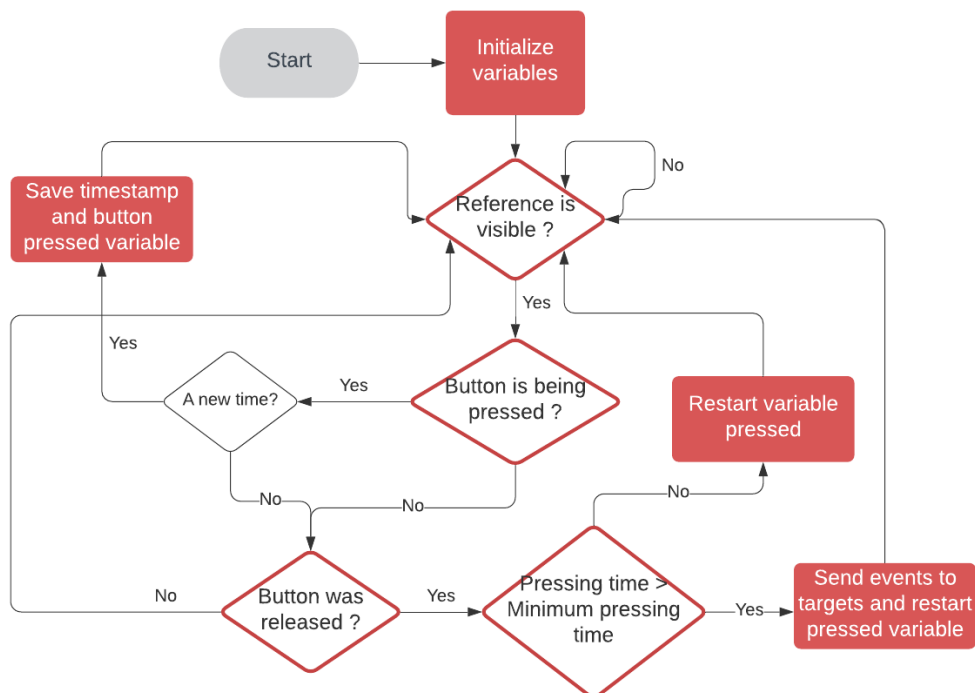 Start
Initialize
variables
No
Save timestamp
and button
pressed variable
Reference is
visible ?
Yes
Yes
A new time?
Yes
Button is being
pressed ?
Restart variable
pressed
No
No
No
No
Button was
released ?
Yes
Pressing time >
Minimum pressing
time
Yes
Send events to
targets and restart
pressed variable